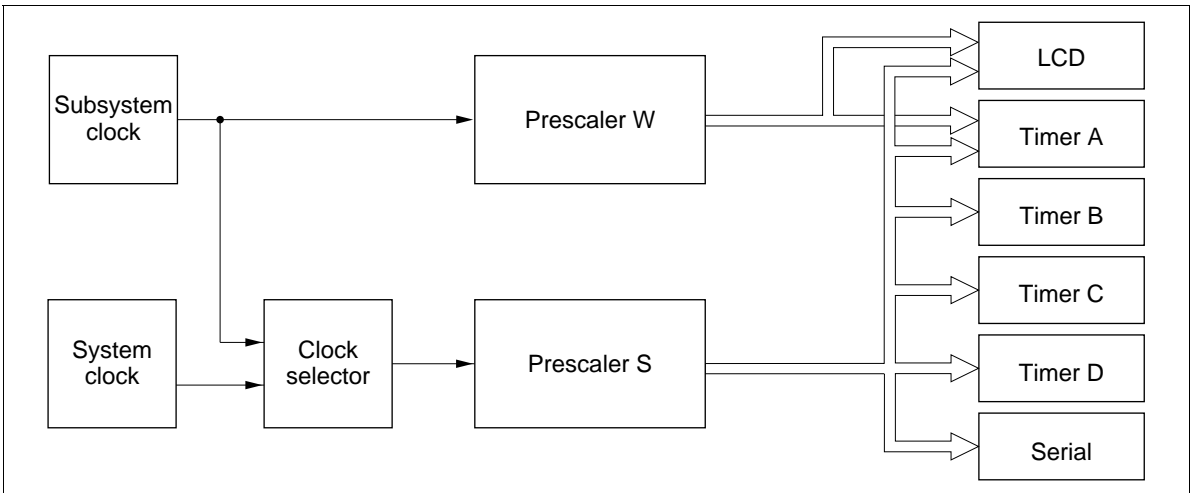 Subsystem
clock
Prescaler W
LCD
Timer A
Timer B
Timer C
Timer D
Serial
System
clock
Clock
selector
Prescaler S